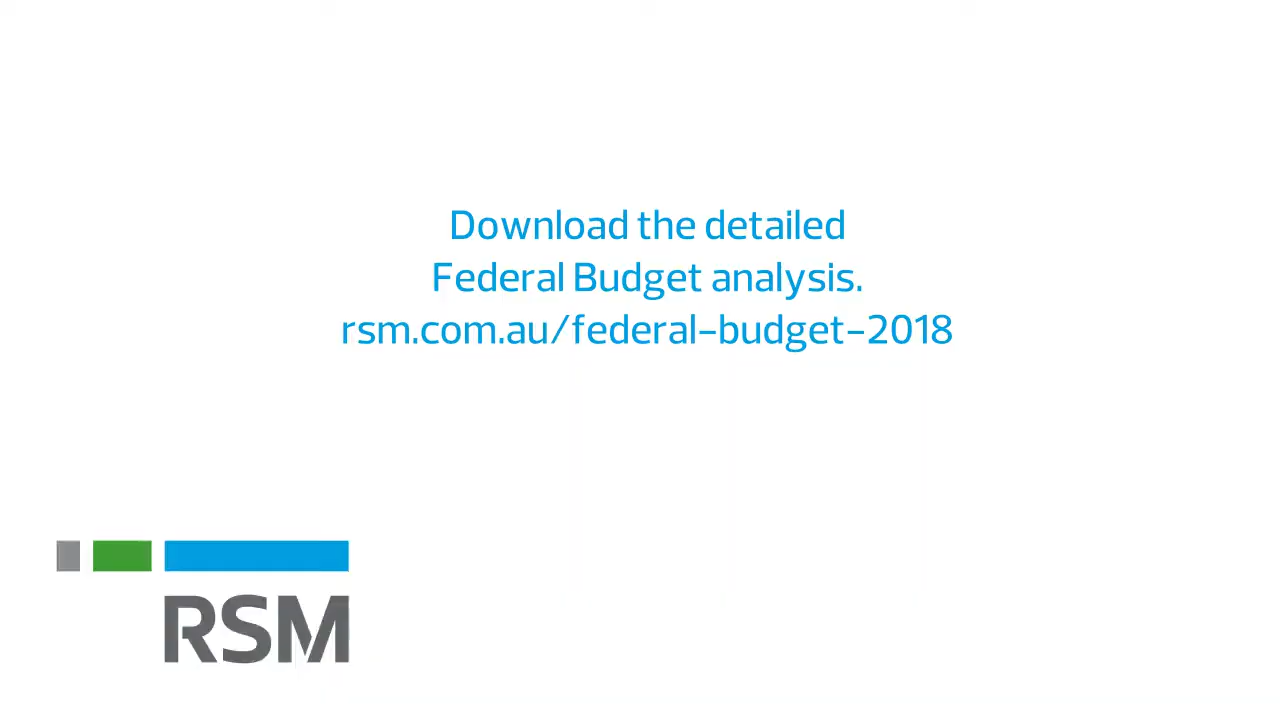 Download the detailed
Federal Budget analysis.
rsm.com.au/federal-budget-2018
RSM